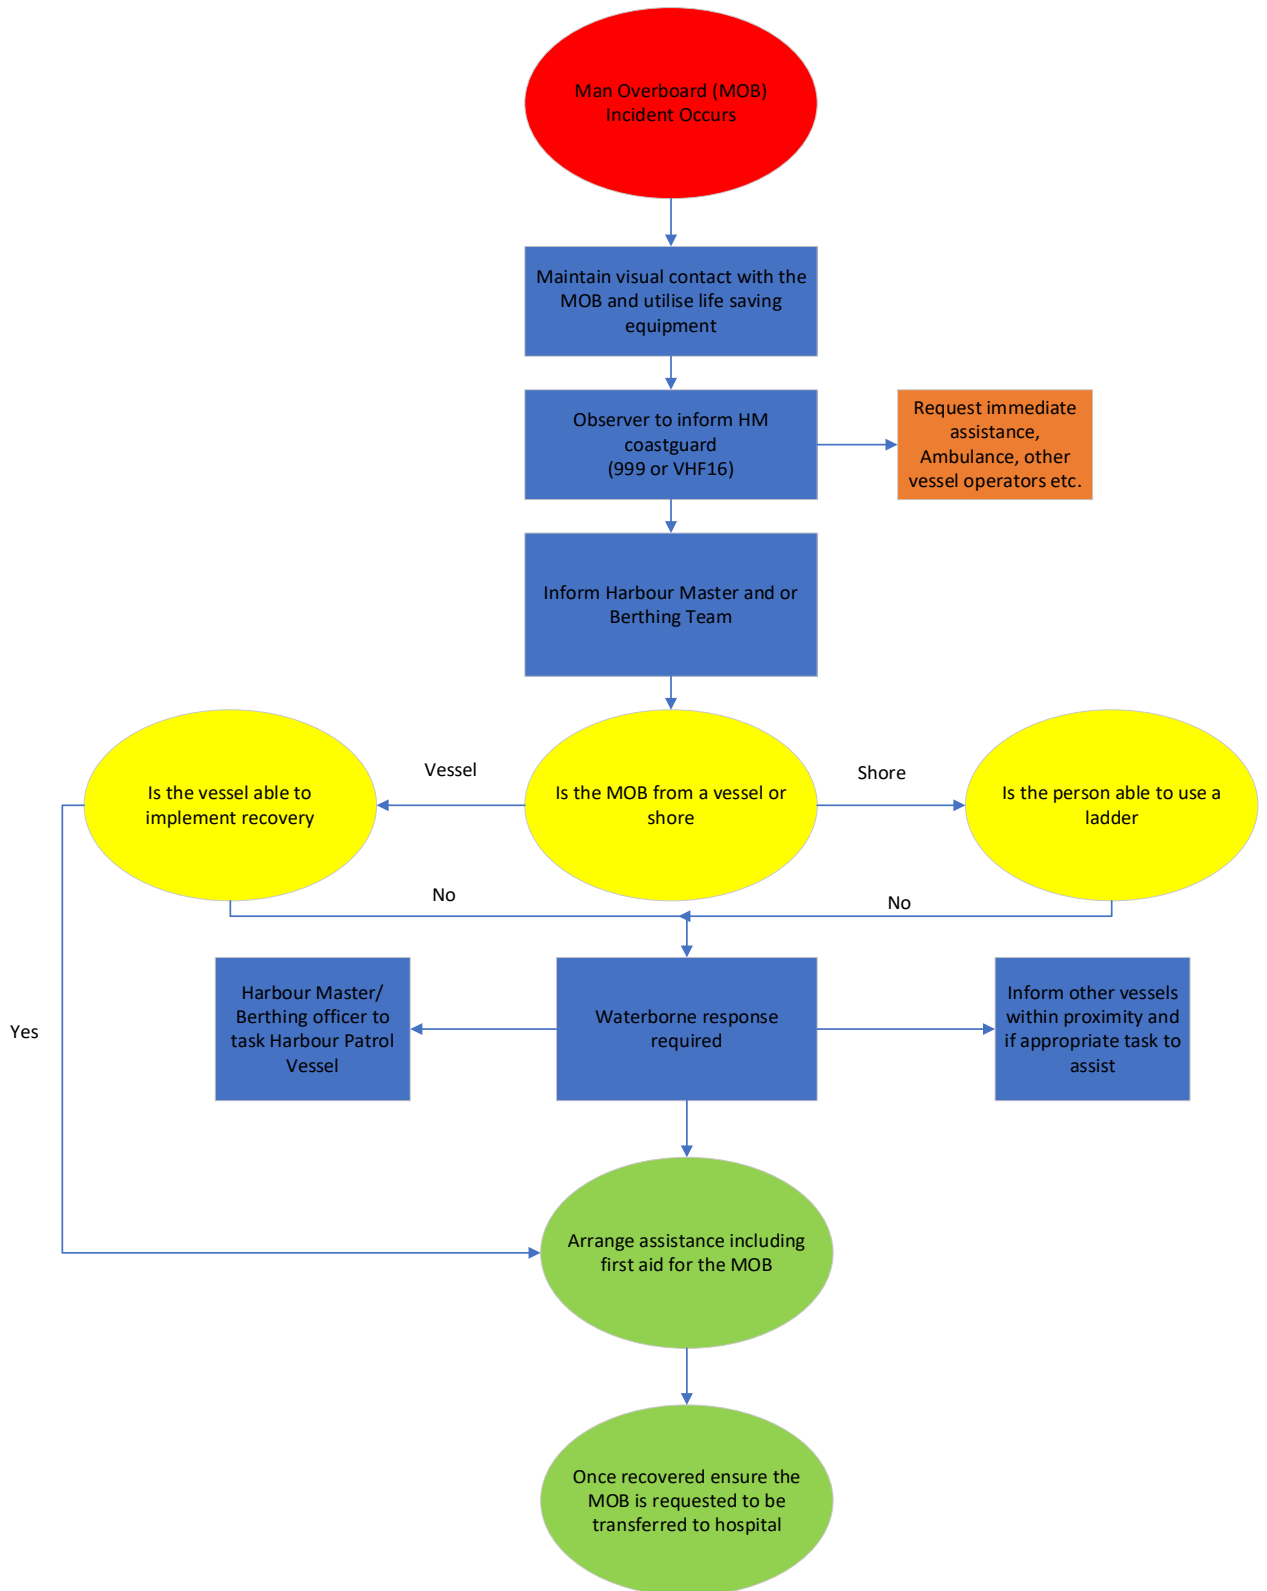 Man Overboard (MOB)
Incident Occurs
Maintain visual contact with the
MOB and utilise life saving
equipment
Observer to inform HM
coastguard
(999 or VHF16)
Request immediate
assistance,
Ambulance, other
vessel operators etc.
Inform Harbour Master and or
Berthing Team
Vessel
Shore
Is the vessel able to
implement recovery
Is the MOB from a vessel or
shore
Is the person able to use a
ladder
No
No
Harbour Master/
Berthing officer to
task Harbour Patrol
Vessel
Waterborne response
required
Inform other vessels
within proximity and
if appropriate task to
assist
Yes
Arrange assistance including
first aid for the MOB
Once recovered ensure the
MOB is requested to be
transferred to hospital